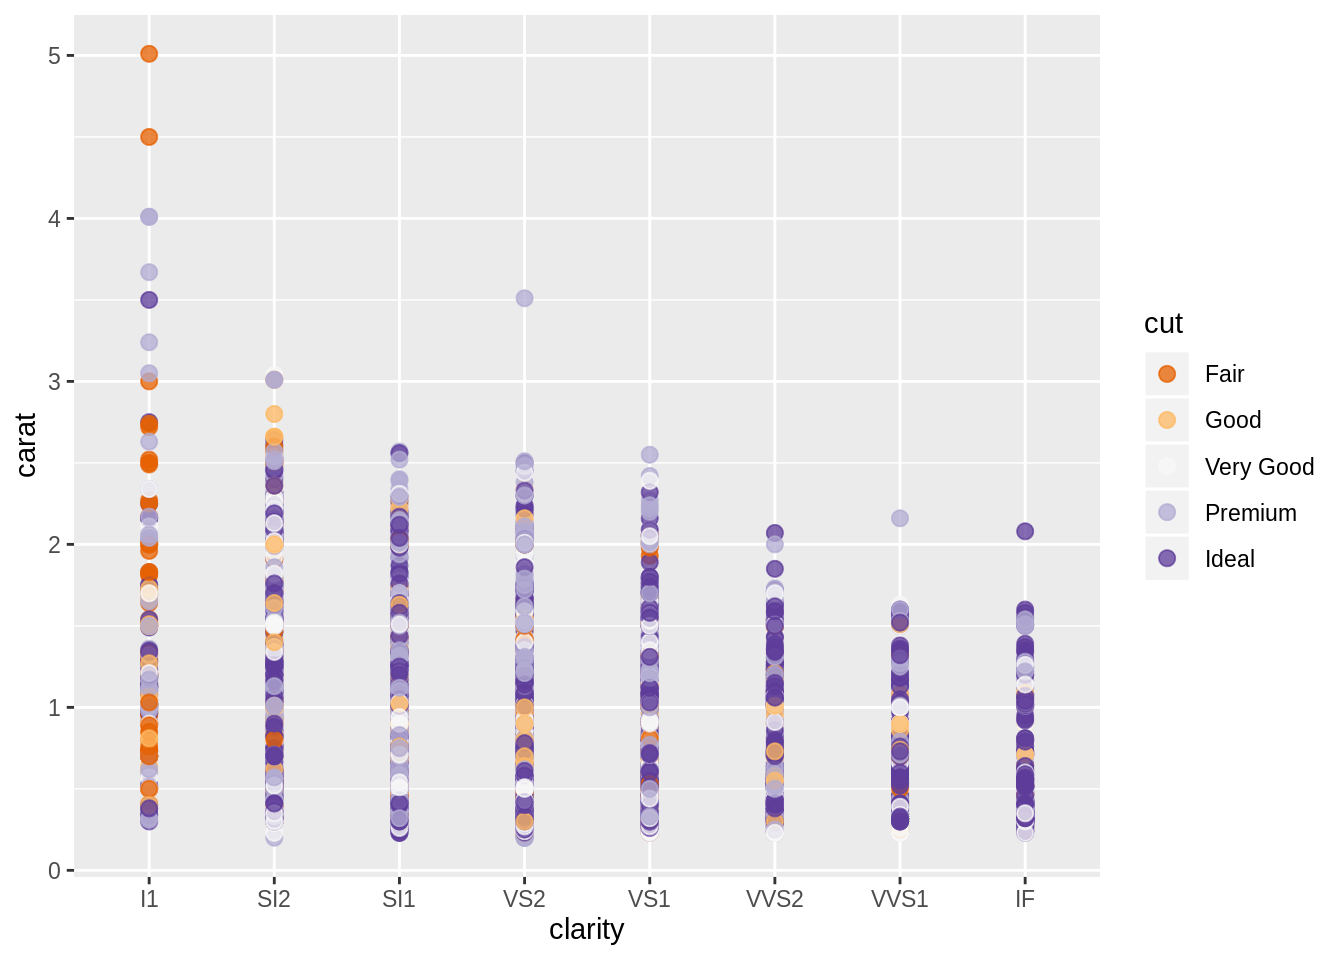 5
4
3
2
1
0
carat
I1 SI2 SI1 VS2 VS1 VVS2 VVS1 IF
clarity
cut
Fair
Good
Very Good
Premium
Ideal